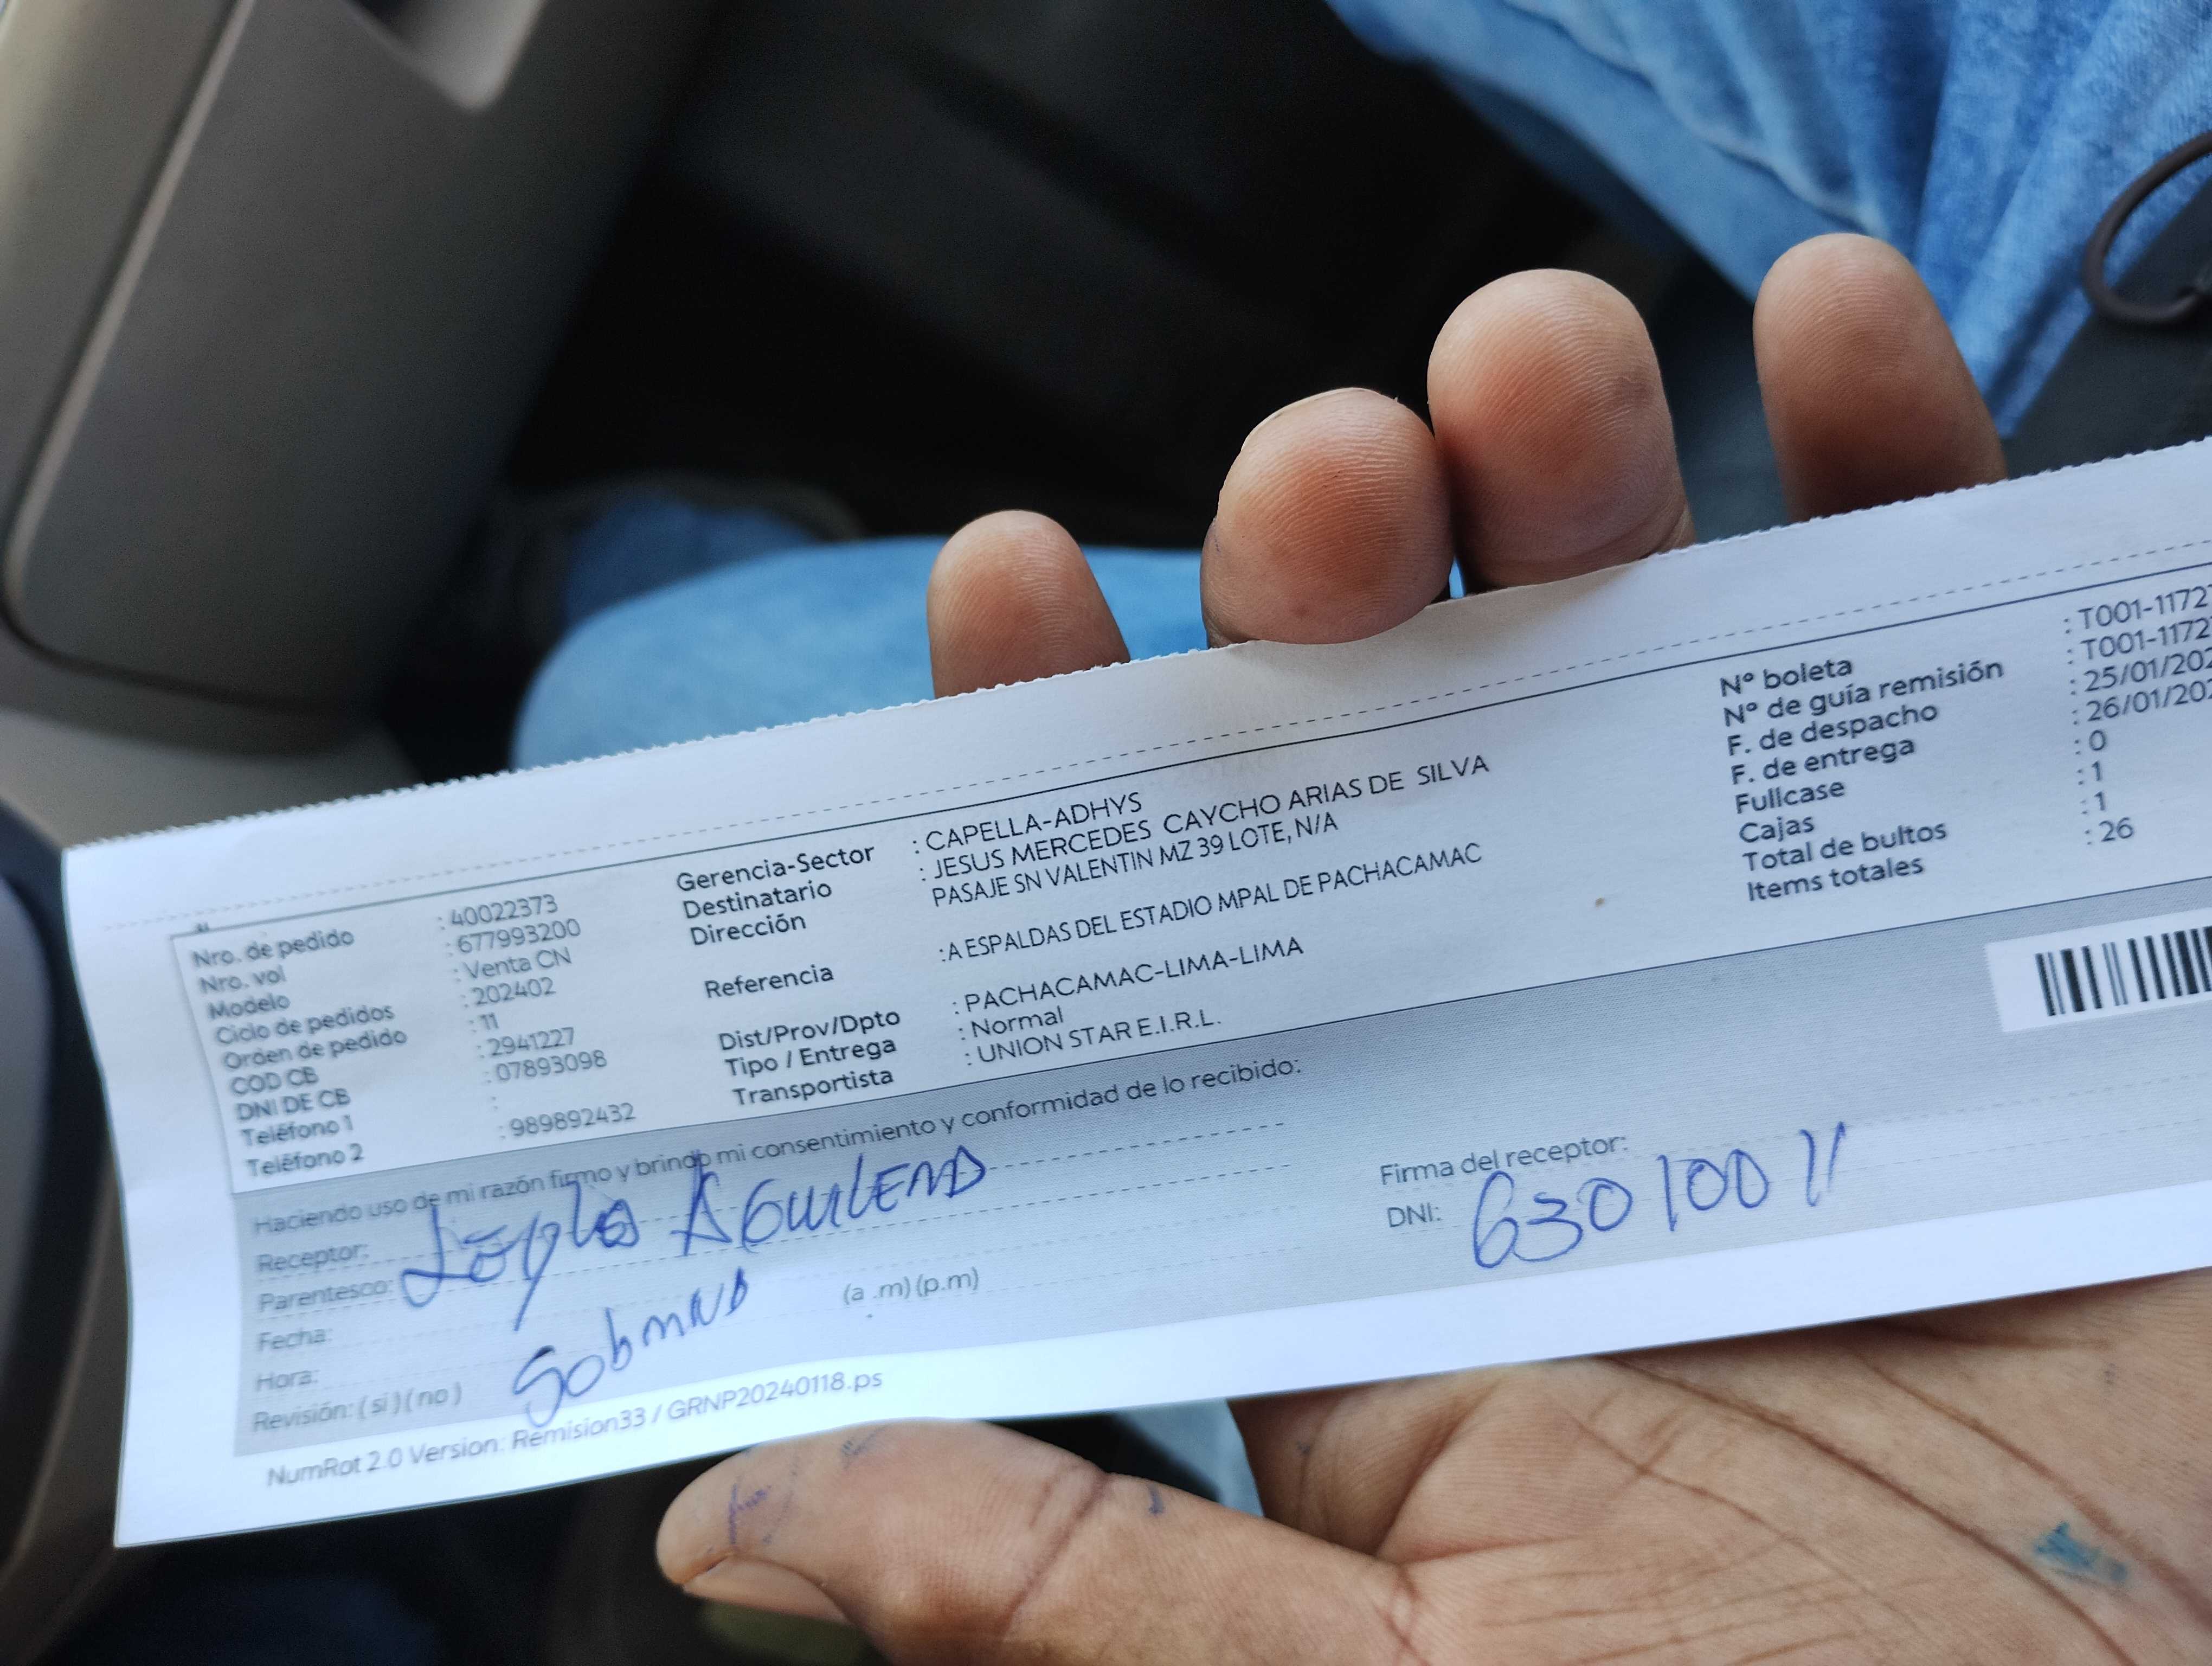 Nro. de pedido : 40022373
Nro. vol : 677993200
Modelo : Venta CN
Ciclo de pedidos : 202402
Orden de pedido : 11
COD CB : 2941227
DNI DE CB : 07893098
Teléfono 1 :
Teléfono 2 : 989892432
Gerencia-Sector : CAPELLA-ADHYS
Destinatario : JESUS MERCEDES CAYCHO ARIAS DE SILVA
Dirección PASAJE SN VALENTIN MZ 39 LOTE, N/A
Referencia :A ESPALDAS DEL ESTADIO MPAL DE PACHACAMAC
Dist/Prov/Dpto : PACHACAMAC-LIMA-LIMA
Tipo / Entrega : Normal
Transportista : UNION STAR E.I.R.L.
Nº boleta : T001-1172
Nº de guía remisión : T001-1172
F. de despacho : 25/01/202
F. de entrega : 26/01/202
Fullcase : 0
Cajas : 1
Total de bultos : 1
Items totales : 26
Haciendo uso de mi razón firmo y brindo mi consentimiento y conformidad de lo recibido:
Receptor:
Parentesco:
Fecha:
Hora: (a .m) (p.m)
Revisión: ( si ) ( no )
Firma del receptor:
DNI: 63010011
NumRot 2.0 Version: Remision33 / GRNP20240118.ps